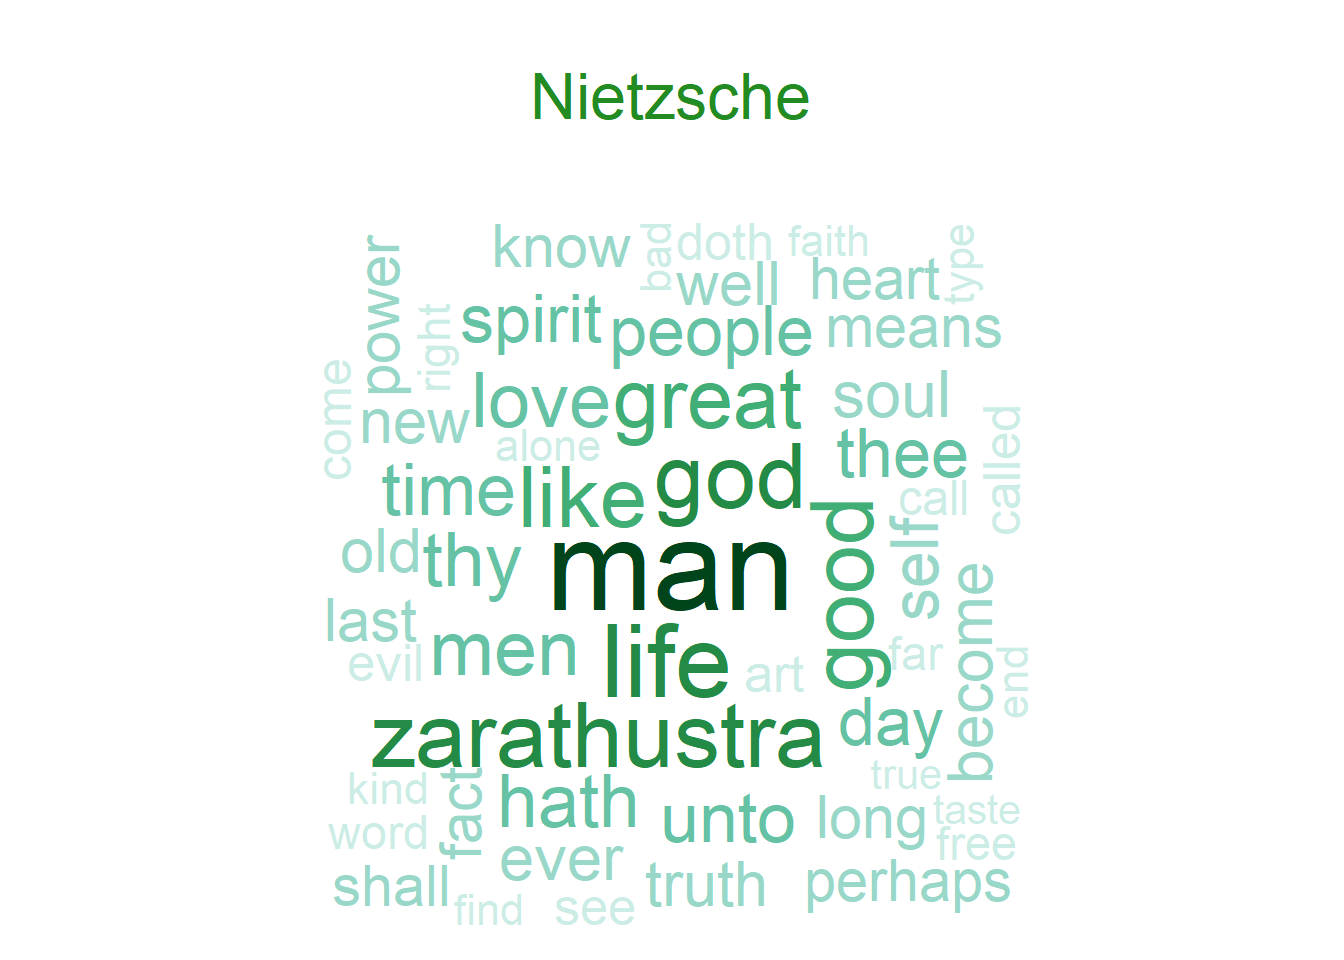 Nietzsche
know
bad
doth
faith
type
power
well
heart
right
spirit
people
means
come
new
love
great
soul
alone
thee
called
time
like
god
call
old
thy
man
good
self
last
evil
men
life
art
far
become
end
zarathustra
day
kind
fact
hath
unto
long
true
taste
word
ever
free
shall
find
see
truth
perhaps